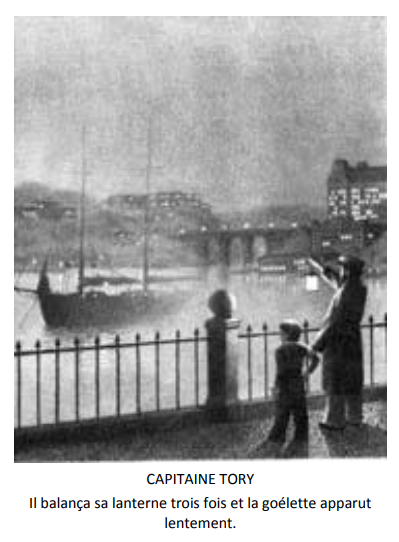 CAPITAINE TORY
Il balança sa lanterne trois fois et la goélette apparut
lentement.